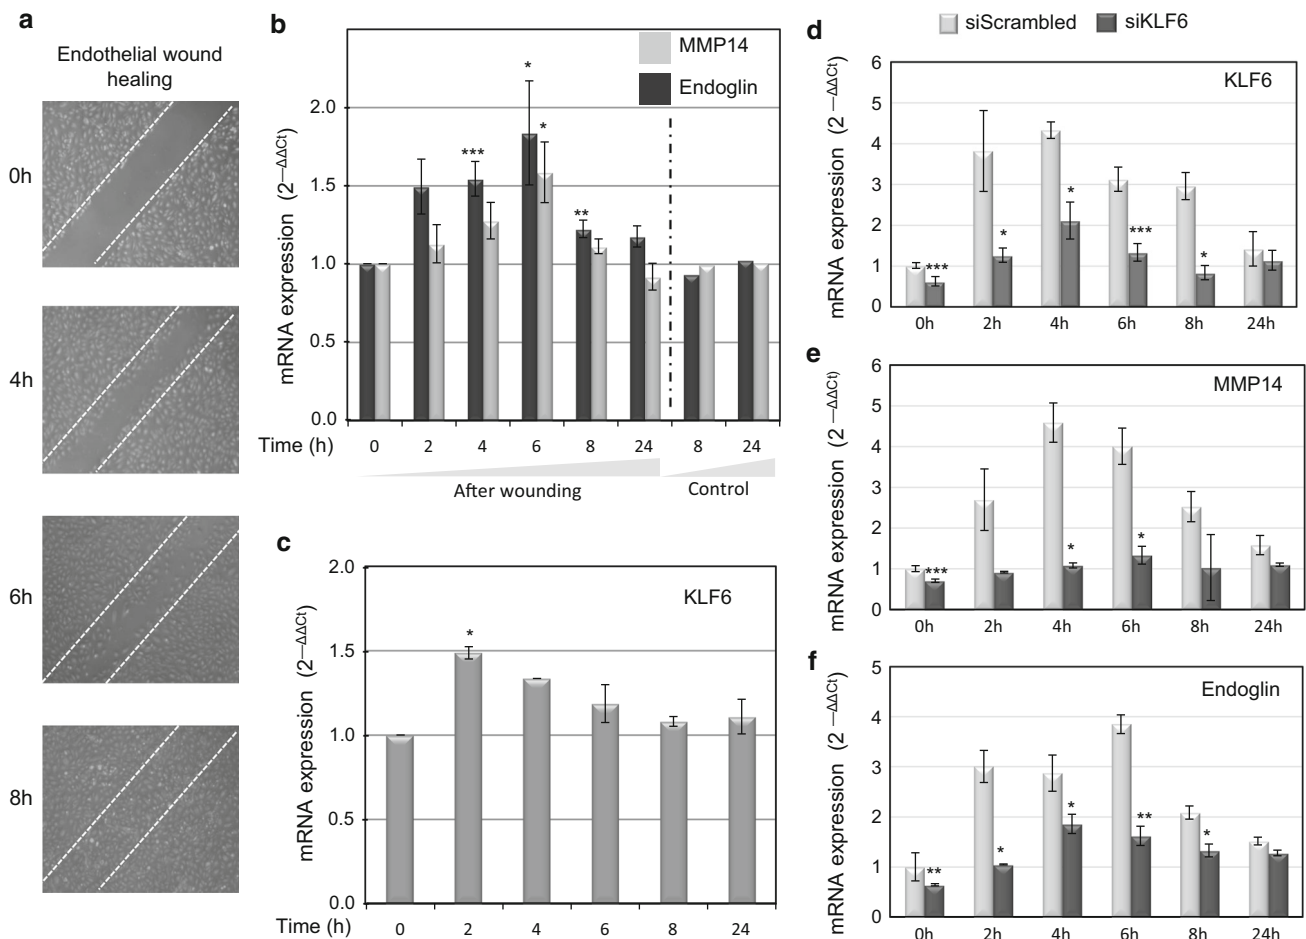 a
Endothelial wound
healing
0h
4h
6h
8h
b
MMP14
Endoglin
mRNA expression (2—ΔΔCt)
2.0
1.5
1.0
0.5
0.0
***
*
*
**
Time (h)
0 2 4 6 8 24 8 24
After wounding
Control
c
KLF6
mRNA expression (2—ΔΔCt)
2.0
1.5
1.0
0.5
0.0
*
Time (h)
0 2 4 6 8 24
siScrambled siKLF6
d
KLF6
mRNA expression (2—ΔΔCt)
6
5
4
3
2
1
0
***
*
*
***
*
0h 2h 4h 6h 8h 24h
e
MMP14
mRNA expression (2—ΔΔCt)
6
5
4
3
2
1
0
***
*
*
0h 2h 4h 6h 8h 24h
f
Endoglin
mRNA expression (2—ΔΔCt)
5
4
3
2
1
0
**
*
*
**
*
0h 2h 4h 6h 8h 24h